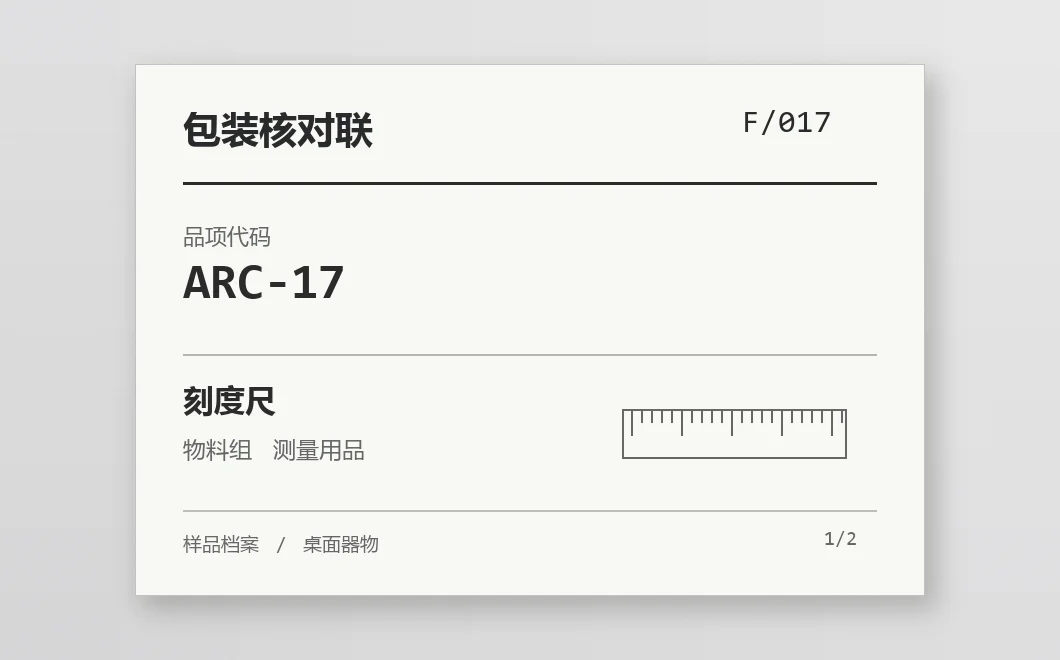 包装核对联 F/017
品项代码
ARC-17
刻度尺
物料组 测量用品
样品档案 / 桌面器物 1/2